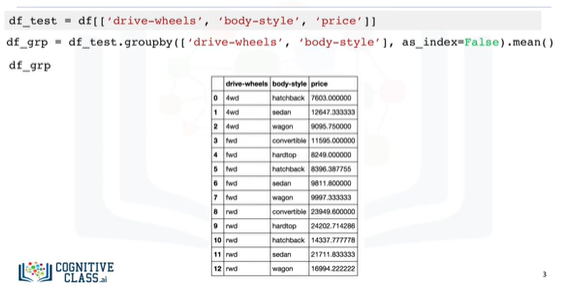 df_test = df[['drive-wheels', 'body-style', 'price']]
df_grp = df_test.groupby(['drive-wheels', 'body-style'], as_index=False).mean()
df_grp
drive-wheels body-style price
0 4wd hatchback 7603.000000
1 4wd sedan 12647.333333
2 4wd wagon 9095.750000
3 fwd convertible 11595.000000
4 fwd hardtop 8249.000000
5 fwd hatchback 8396.387755
6 fwd sedan 9811.800000
7 fwd wagon 9997.333333
8 rwd convertible 23949.600000
9 rwd hardtop 24202.714286
10 rwd hatchback 14337.777778
11 rwd sedan 21711.833333
12 rwd wagon 16994.222222
COGNITIVE
CLASS.ai
3